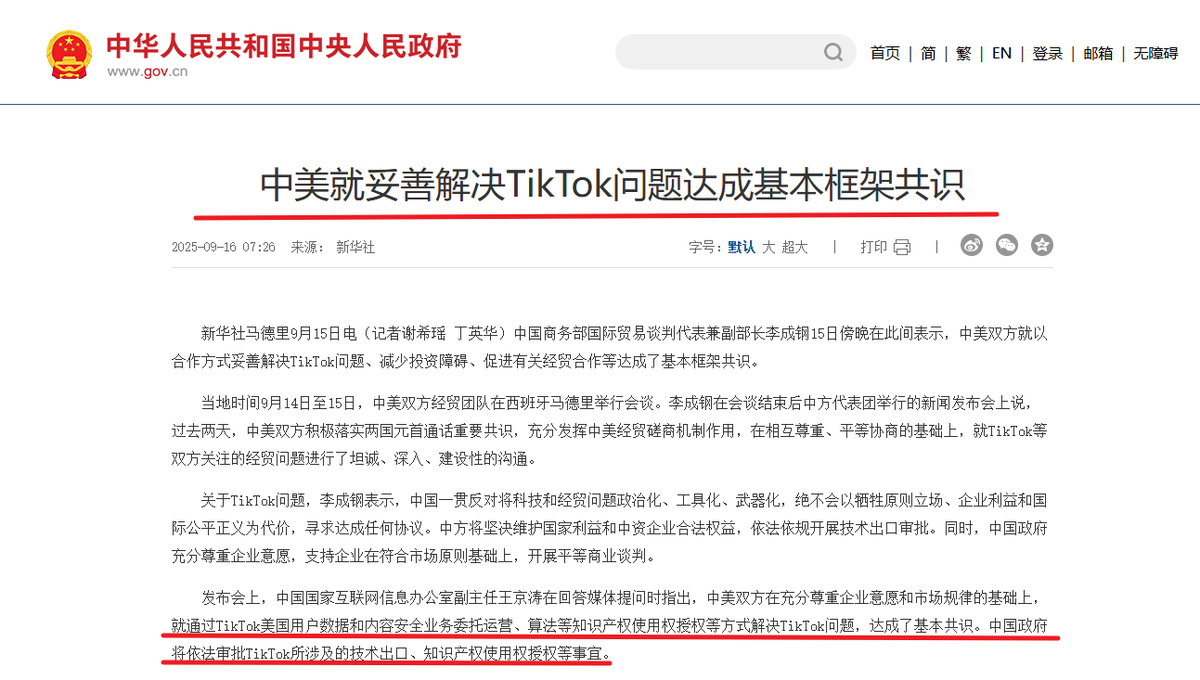 中华人民共和国中央人民政府
www.gov.cn
首页 | 简 | 繁 | EN | 登录 | 邮箱 | 无障碍
中美就妥善解决TikTok问题达成基本框架共识
2025-09-16 07:26 来源： 新华社
字号：默认 大 超大 | 打印 |
新华社马德里9月15日电（记者谢希瑶 丁英华）中国商务部国际贸易谈判代表兼副部长李成钢15日傍晚在此间表示，中美双方就以
合作方式妥善解决TikTok问题、减少投资障碍、促进有关经贸合作等达成了基本框架共识。
当地时间9月14日至15日，中美双方经贸团队在西班牙马德里举行会谈。李成钢在会谈结束后中方代表团举行的新闻发布会上说，
过去两天，中美双方积极落实两国元首通话重要共识，充分发挥中美经贸磋商机制作用，在相互尊重、平等协商的基础上，就TikTok等
双方关注的经贸问题进行了坦诚、深入、建设性的沟通。
关于TikTok问题，李成钢表示，中国一贯反对将科技和经贸问题政治化、工具化、武器化，绝不会以牺牲原则立场、企业利益和国
际公平正义为代价，寻求达成任何协议。中方将坚决维护国家利益和中资企业合法权益，依法依规开展技术出口审批。同时，中国政府
充分尊重企业意愿，支持企业在符合市场原则基础上，开展平等商业谈判。
发布会上，中国国家互联网信息办公室副主任王京涛在回答媒体提问时指出，中美双方在充分尊重企业意愿和市场规律的基础上，
就通过TikTok美国用户数据和内容安全业务委托运营、算法等知识产权使用权授权等方式解决TikTok问题，达成了基本共识。中国政府
将依法审批TikTok所涉及的技术出口、知识产权使用权授权等事宜。